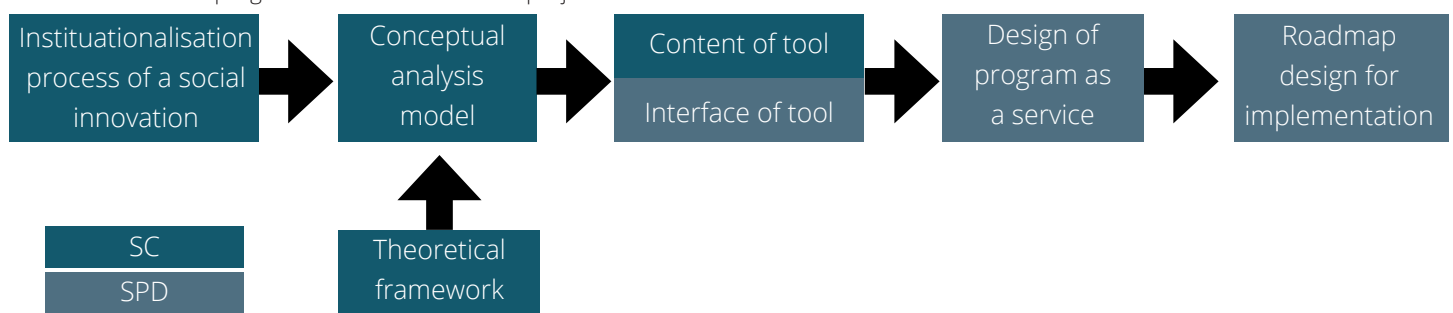 Instituationalisation
process of a social
innovation
Conceptual
analysis
model
Content of tool
Interface of tool
Design of
program as
a service
Roadmap
design for
implementation
SC
SPD
Theoretical
framework